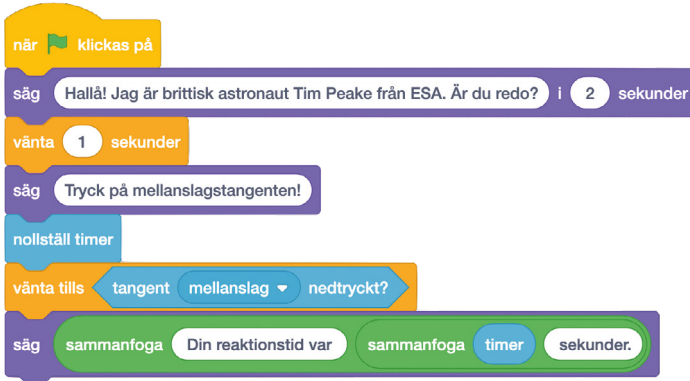 när klickas på
säg Hallå! Jag är brittisk astronaut Tim Peake från ESA. Är du redo? i 2 sekunder
vänta 1 sekunder
säg Tryck på mellanslagstangenten!
nollställ timer
vänta tills tangent mellanslag nedtryckt?
säg sammanfoga Din reaktionstid var sammanfoga timer sekunder.